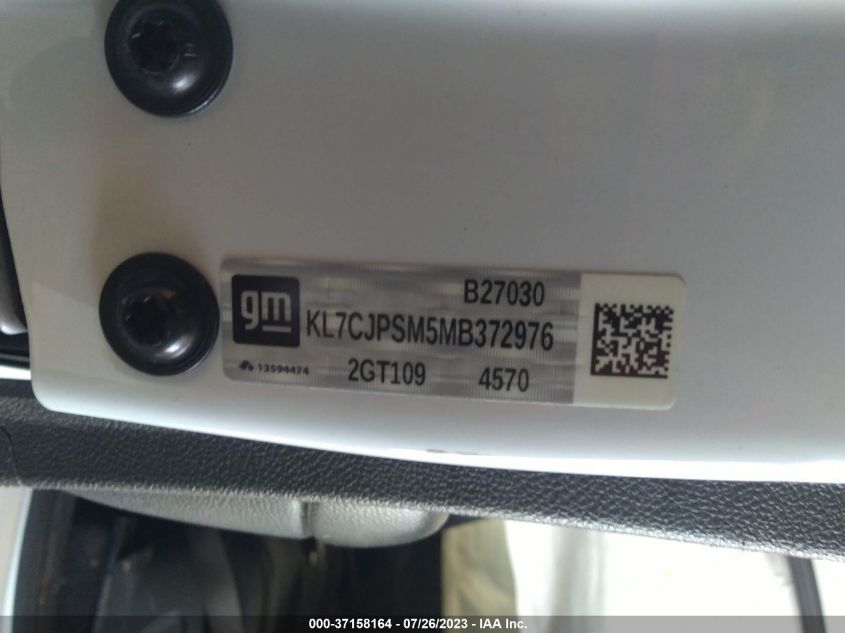 gm
B27030
KL7CJPSM5MB372976
13594474 2GT109 4570
000-37158164 - 07/26/2023 - IAA Inc.